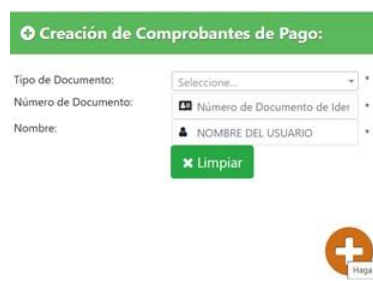 Creación de Comprobantes de Pago:
Tipo de Documento:
Seleccione... *
Número de Documento:
Número de Documento de Iden *
Nombre:
NOMBRE DEL USUARIO *
Limpiar
Haga